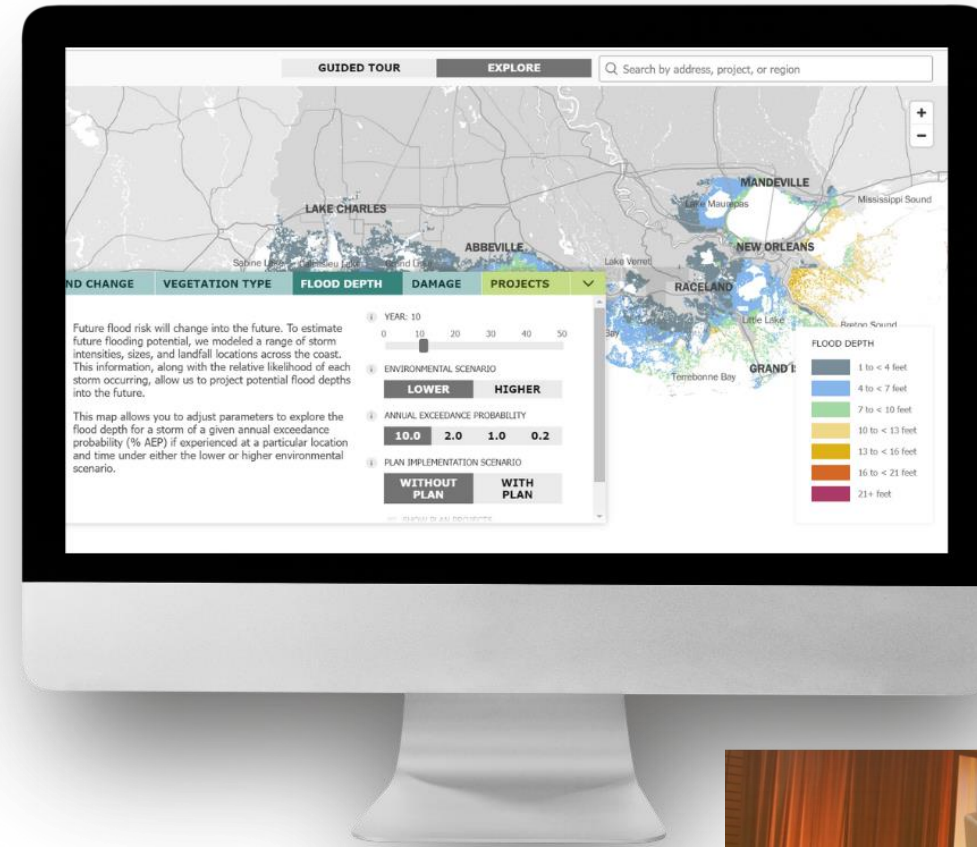 GUIDED TOUR
EXPLORE
Search by address, project, or region
+
−
MANDEVILLE
Lake Maurepas
Mississippi Sound
LAKE CHARLES
ABBEVILLE
NEW ORLEANS
Sabine
Lake Verret
RACELAND
Little Lake
Breton Sound
Bay
Terrebonne Bay
GRAND IS
ND CHANGE
VEGETATION TYPE
FLOOD DEPTH
DAMAGE
PROJECTS
Future flood risk will change into the future. To estimate
future flooding potential, we modeled a range of storm
intensities, sizes, and landfall locations across the coast.
This information, along with the relative likelihood of each
storm occurring, allow us to project potential flood depths
into the future.
This map allows you to adjust parameters to explore the
flood depth for a storm of a given annual exceedance
probability (% AEP) if experienced at a particular location
and time under either the lower or higher environmental
scenario.
YEAR: 10
0 10 20 30 40 50
ENVIRONMENTAL SCENARIO
LOWER HIGHER
ANNUAL EXCEEDANCE PROBABILITY
10.0 2.0 1.0 0.2
PLAN IMPLEMENTATION SCENARIO
WITHOUT
PLAN
WITH
PLAN
SHOW PLAN PROJECTS
FLOOD DEPTH
1 to < 4 feet
4 to < 7 feet
7 to < 10 feet
10 to < 13 feet
13 to < 16 feet
16 to < 21 feet
21+ feet